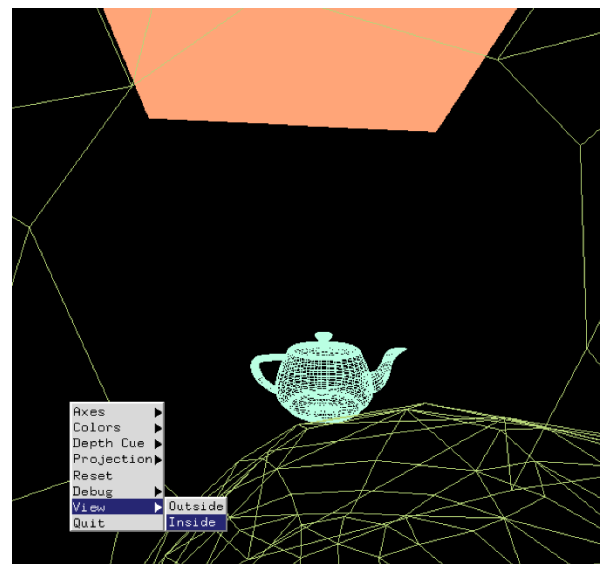 Axes
Colors
Depth Cue
Projection
Reset
Debug
View
Quit
Outside
Inside